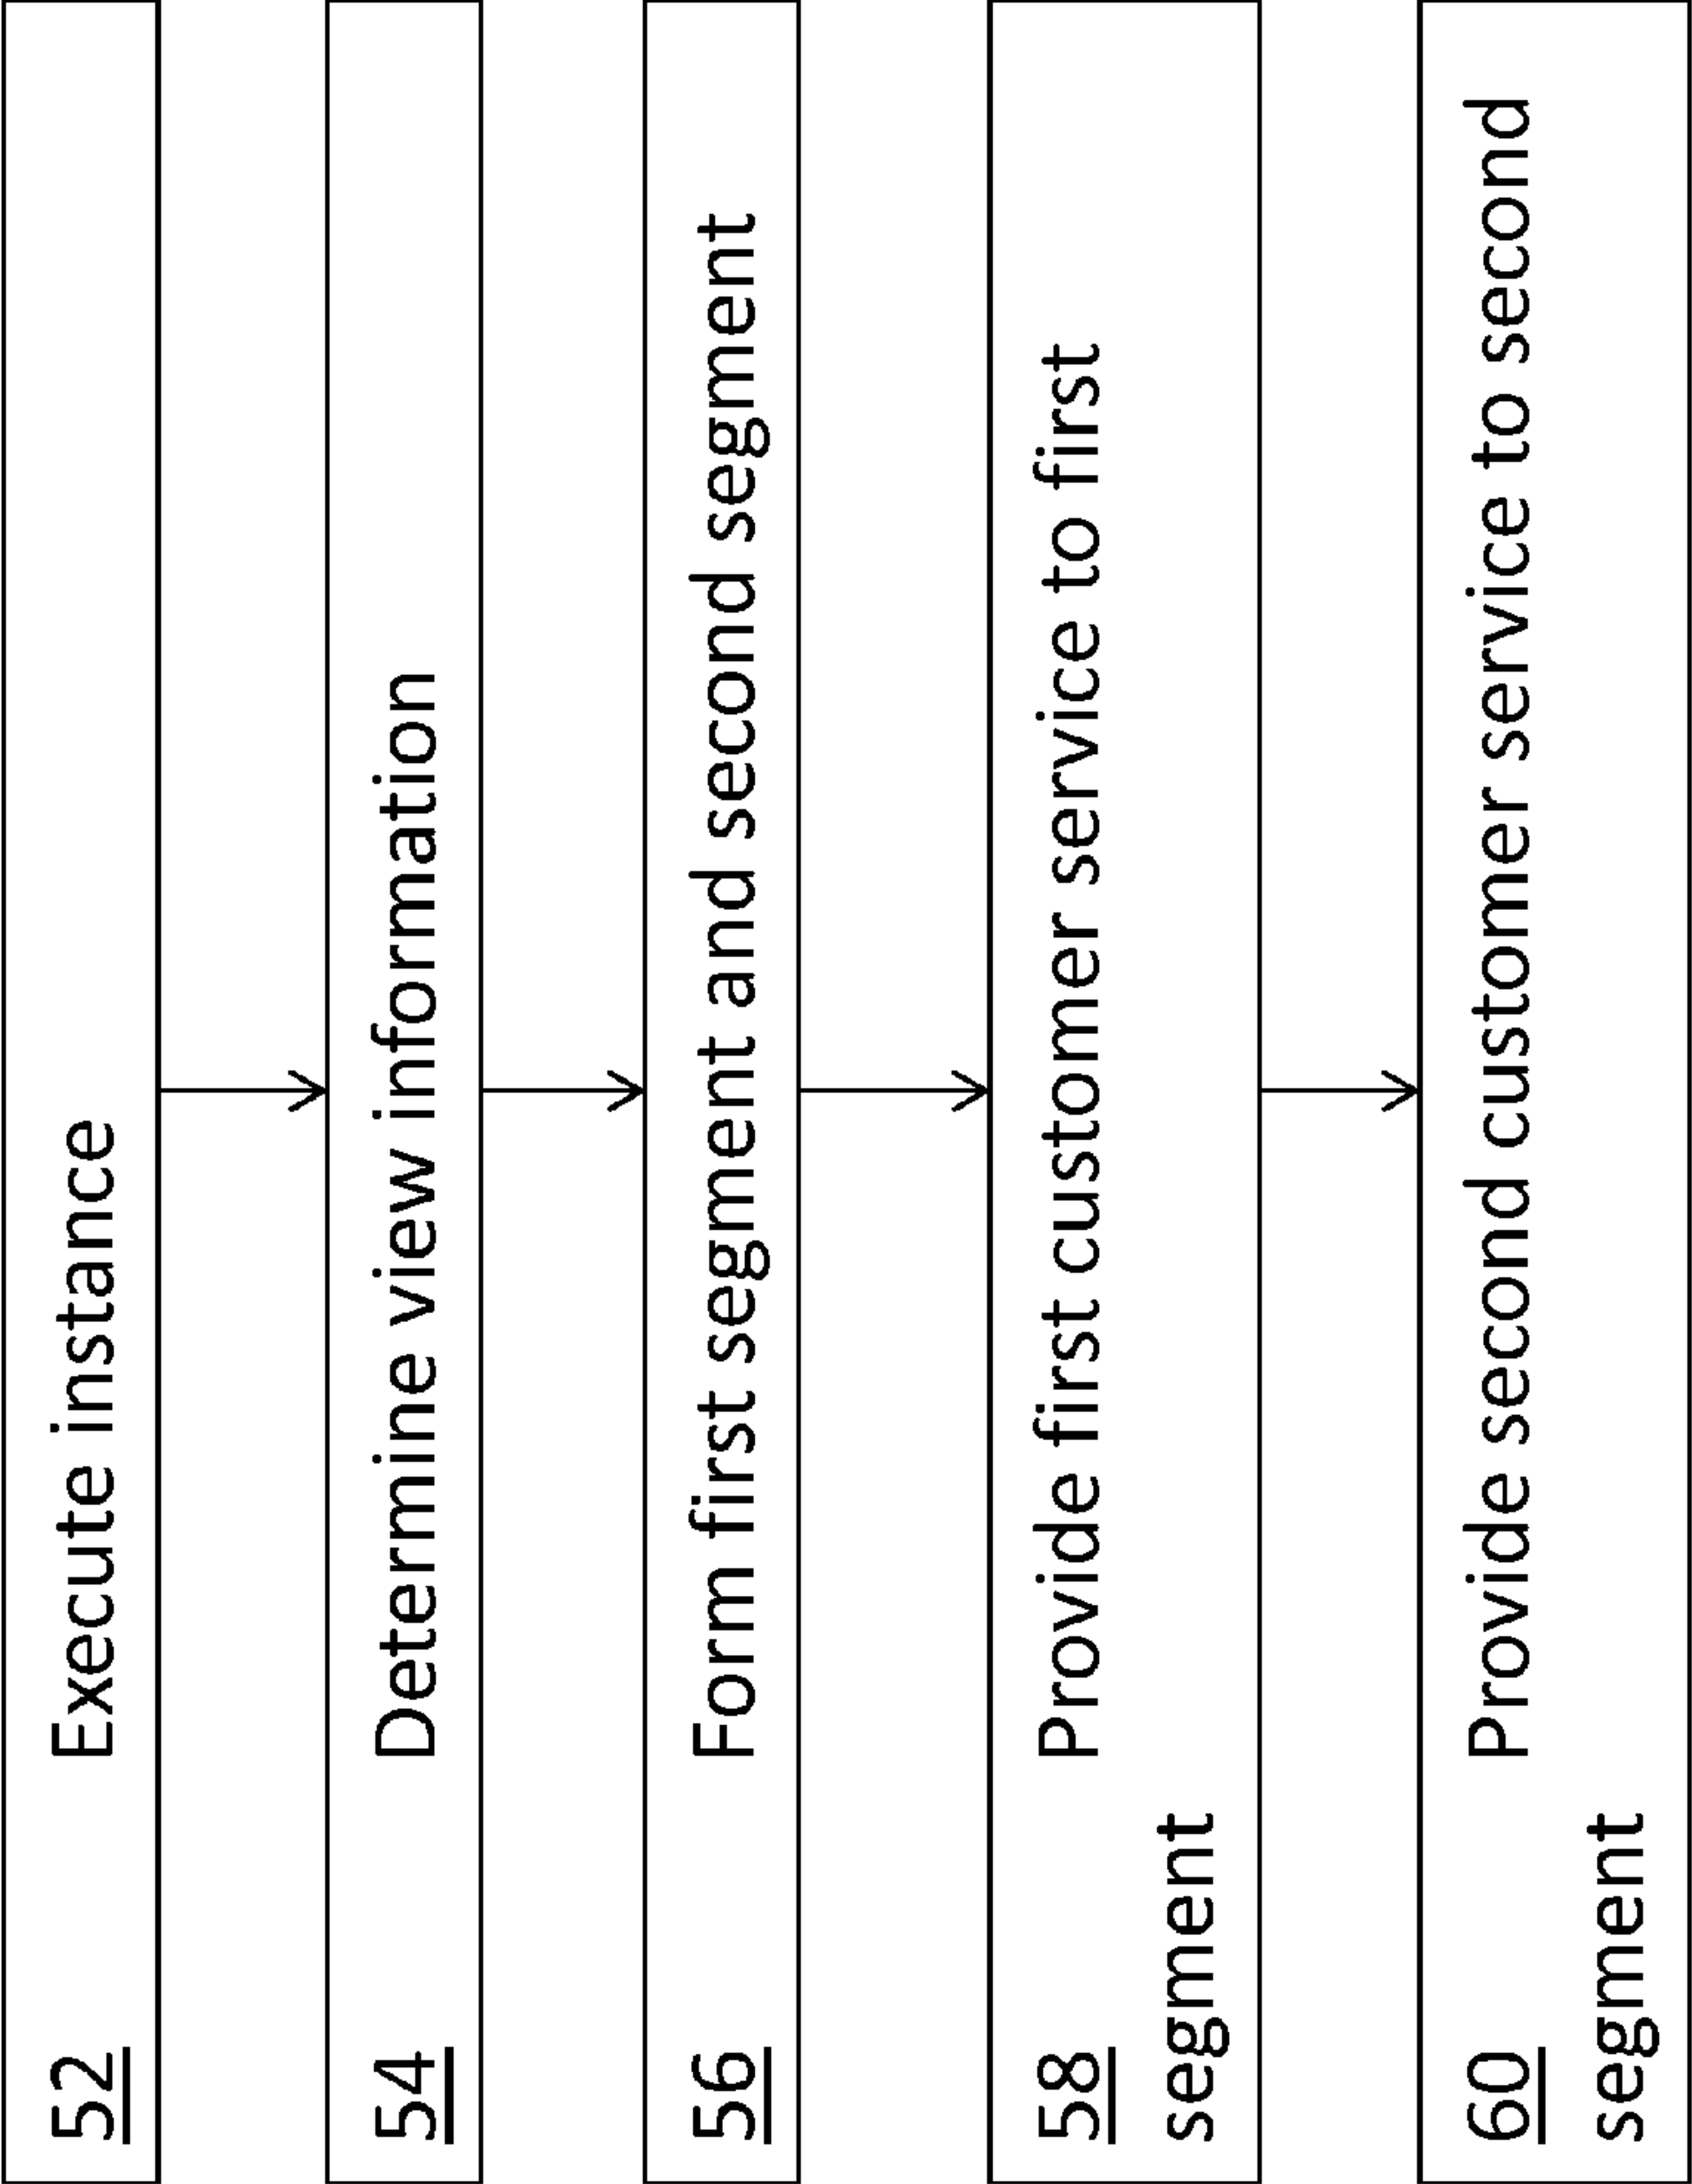 52 Execute instance
54 Determine view information
56 Form first segment and second segment
58 Provide first customer service to first
segment
60 Provide second customer service to second
segment